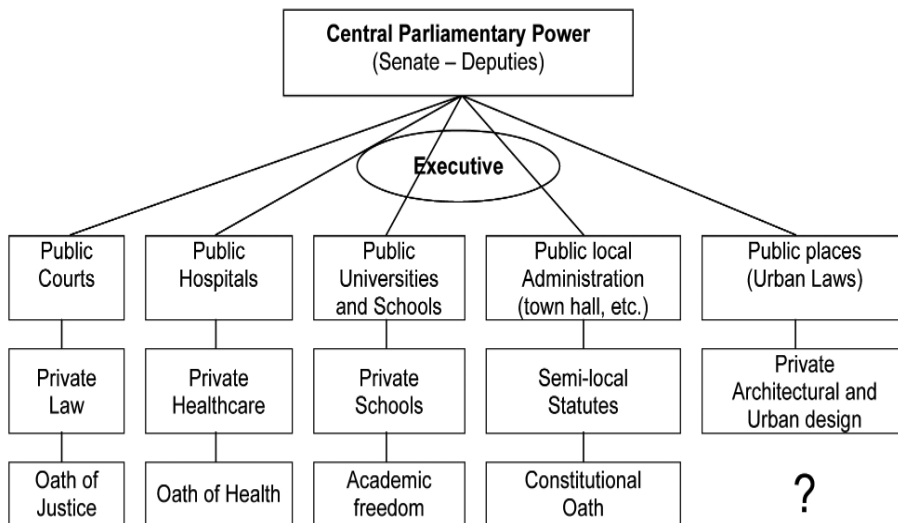 Central Parliamentary Power
(Senate – Deputies)
Executive
Public
Courts
Public
Hospitals
Public
Universities
and Schools
Public local
Administration
(town hall, etc.)
Public places
(Urban Laws)
Private
Law
Private
Healthcare
Private
Schools
Semi-local
Statutes
Private
Architectural and
Urban design
Oath of
Justice
Oath of Health
Academic
freedom
Constitutional
Oath
?